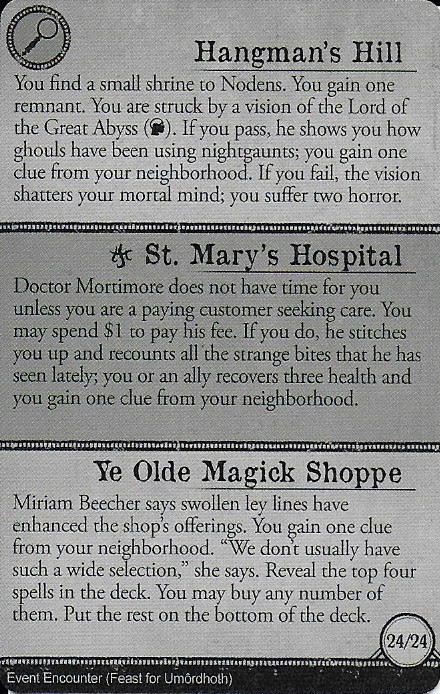 Hangman's Hill
You find a small shrine to Nodens. You gain one
remnant. You are struck by a vision of the Lord of
the Great Abyss (). If you pass, he shows you how
ghouls have been using nightgaunts; you gain one
clue from your neighborhood. If you fail, the vision
shatters your mortal mind; you suffer two horror.
St. Mary's Hospital
Doctor Mortimore does not have time for you
unless you are a paying customer seeking care. You
may spend $1 to pay his fee. If you do, he stitches
you up and recounts all the strange bites that he has
seen lately; you or an ally recovers three health and
you gain one clue from your neighborhood.
Ye Olde Magick Shoppe
Miriam Beecher says swollen ley lines have
enhanced the shop's offerings. You gain one clue
from your neighborhood. “We don't usually have
such a wide selection,” she says. Reveal the top four
spells in the deck. You may buy any number of
them. Put the rest on the bottom of the deck.
24/24
Event Encounter (Feast for Umôrdhoth)